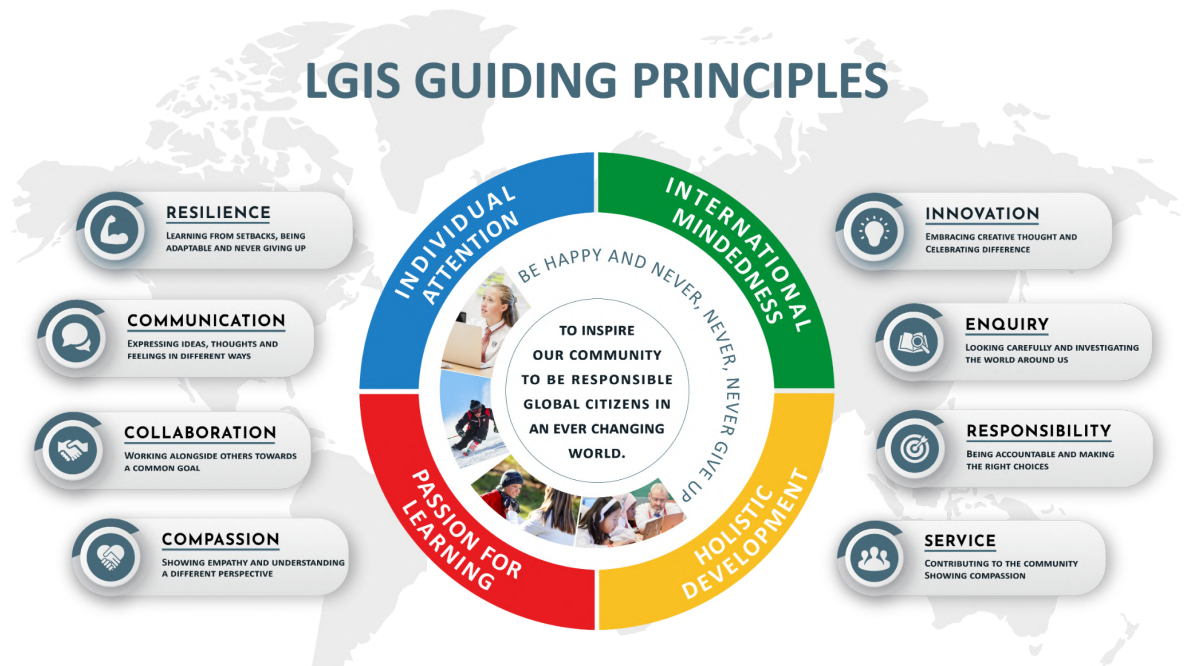 LGIS GUIDING PRINCIPLES
RESILIENCE
LEARNING FROM SETBACKS, BEING
ADAPTABLE AND NEVER GIVING UP
COMMUNICATION
EXPRESSING IDEAS, THOUGHTS AND
FEELINGS IN DIFFERENT WAYS
COLLABORATION
WORKING ALONGSIDE OTHERS TOWARDS
A COMMON GOAL
COMPASSION
SHOWING EMPATHY AND UNDERSTANDING
A DIFFERENT PERSPECTIVE
INDIVIDUAL
ATTENTION
INTERNATIONAL
MINDEDNESS
BE HAPPY AND NEVER, NEVER, NEVER GIVE UP
TO INSPIRE
OUR COMMUNITY
TO BE RESPONSIBLE
GLOBAL CITIZENS IN
AN EVER CHANGING
WORLD.
PASSION FOR
LEARNING
HOLISTIC
DEVELOPMENT
INNOVATION
EMBRACING CREATIVE THOUGHT AND
CELEBRATING DIFFERENCE
ENQUIRY
LOOKING CAREFULLY AND INVESTIGATING
THE WORLD AROUND US
RESPONSIBILITY
BEING ACCOUNTABLE AND MAKING
THE RIGHT CHOICES
SERVICE
CONTRIBUTING TO THE COMMUNITY
SHOWING COMPASSION